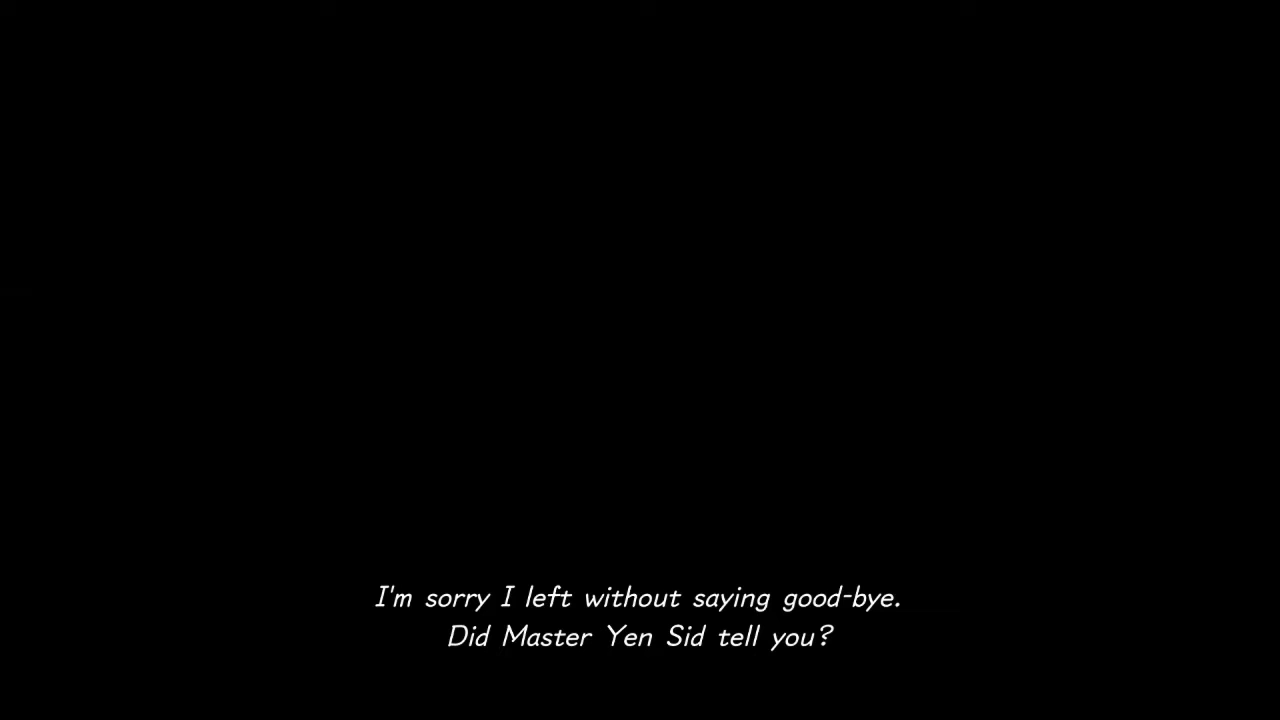 I'm sorry I left without saying good-bye.
Did Master Yen Sid tell you?